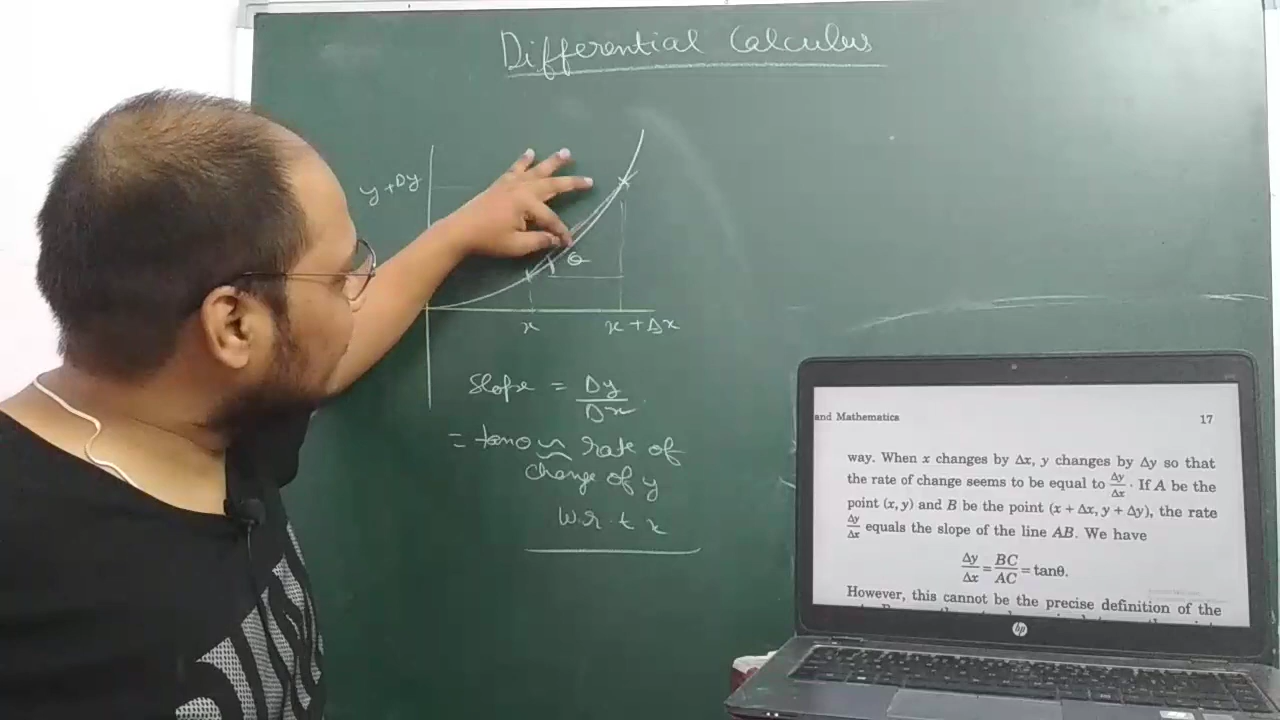 Differential Calculus
y + Δy
θ
x
x + Δx
Slope = Δy
Δx
= tanθ ~ rate of
change of y
w.r.t x
and Mathematics
17
way. When x changes by Δx, y changes by Δy so that
the rate of change seems to be equal to Δy/Δx. If A be the
point (x, y) and B be the point (x + Δx, y + Δy), the rate
Δy/Δx equals the slope of the line AB. We have
Δy/Δx = BC/AC = tanθ.
However, this cannot be the precise definition of the
hp